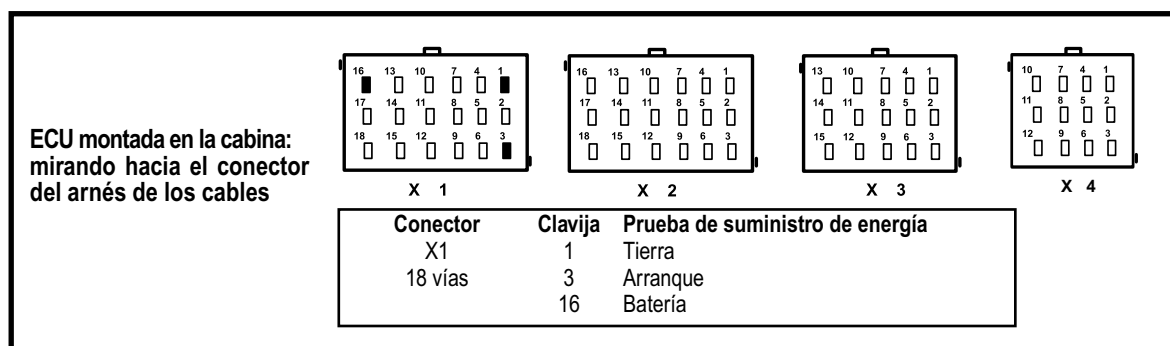 16 13 10 7 4 1
17 14 11 8 5 2
18 15 12 9 6 3
X 1
16 13 10 7 4 1
17 14 11 8 5 2
18 15 12 9 6 3
X 2
13 10 7 4 1
14 11 8 5 2
15 12 9 6 3
X 3
10 7 4 1
11 8 5 2
12 9 6 3
X 4
ECU montada en la cabina:
mirando hacia el conector
del arnés de los cables
Conector Clavija Prueba de suministro de energía
X1 1 Tierra
18 vías 3 Arranque
16 Batería